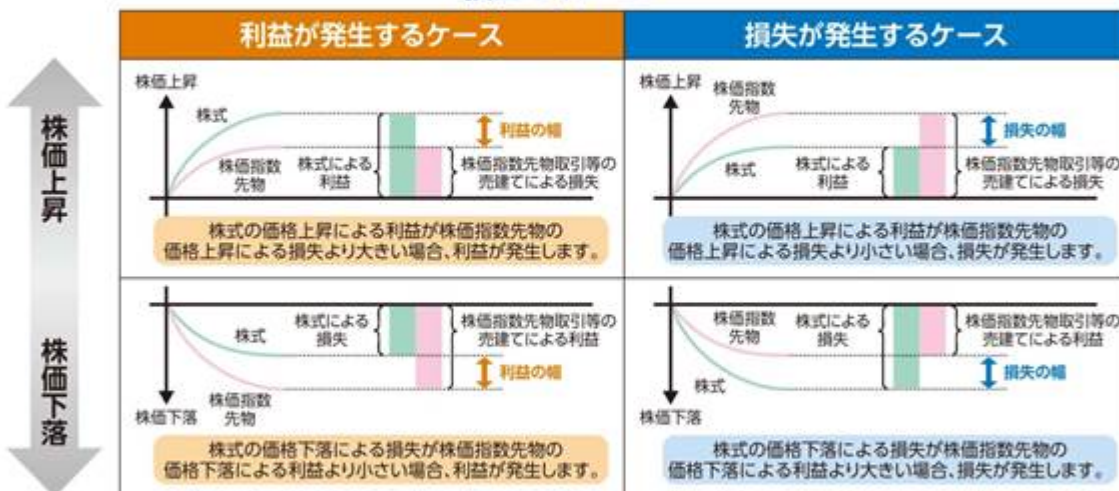 利益が発生するケース
損失が発生するケース
株価上昇
株価下落
株価上昇
株式
株価指数
先物
株式による
利益
利益の幅
株価指数先物取引等の
売建てによる損失
株式の価格上昇による利益が株価指数先物の
価格上昇による損失より大きい場合、利益が発生します。
株価上昇
株価指数
先物
株式
株式による
利益
損失の幅
株価指数先物取引等の
売建てによる損失
株式の価格上昇による利益が株価指数先物の
価格上昇による損失より小さい場合、損失が発生します。
株式
株式による
損失
株価指数先物取引等の
売建てによる利益
利益の幅
株価指数
先物
株価下落
株式の価格下落による損失が株価指数先物の
価格下落による利益より小さい場合、利益が発生します。
株価指数
先物
株式による
損失
株価指数先物取引等の
売建てによる利益
損失の幅
株式
株価下落
株式の価格下落による損失が株価指数先物の
価格下落による利益より大きい場合、損失が発生します。